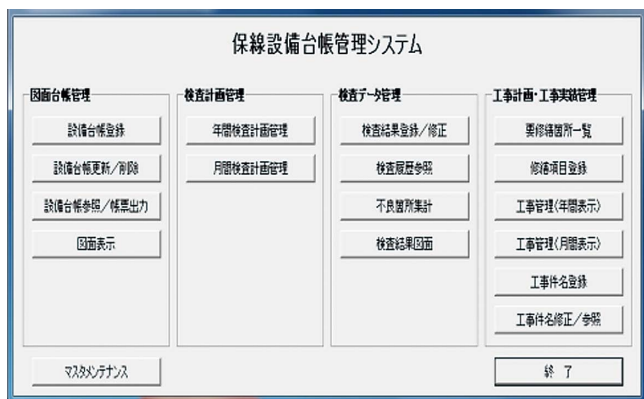 保線設備台帳管理システム
図面台帳管理
設備台帳登録
設備台帳更新／削除
設備台帳参照／帳票出力
図面表示
検査計画管理
年間検査計画管理
月間検査計画管理
検査データ管理
検査結果登録／修正
検査履歴参照
不良箇所集計
検査結果図面
工事計画・工事実績管理
要修繕箇所一覧
修繕項目登録
工事管理（年間表示）
工事管理（月間表示）
工事件名登録
工事件名修正／参照
マスタメンテナンス
終 了